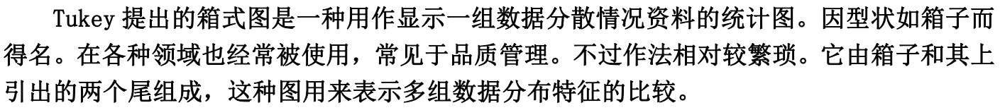 Tukey 提出的箱式图是一种用作显示一组数据分散情况资料的统计图。因型状如箱子而
得名。在各种领域也经常被使用，常见于品质管理。不过作法相对较繁琐。它由箱子和其上
引出的两个尾组成，这种图用来表示多组数据分布特征的比较。